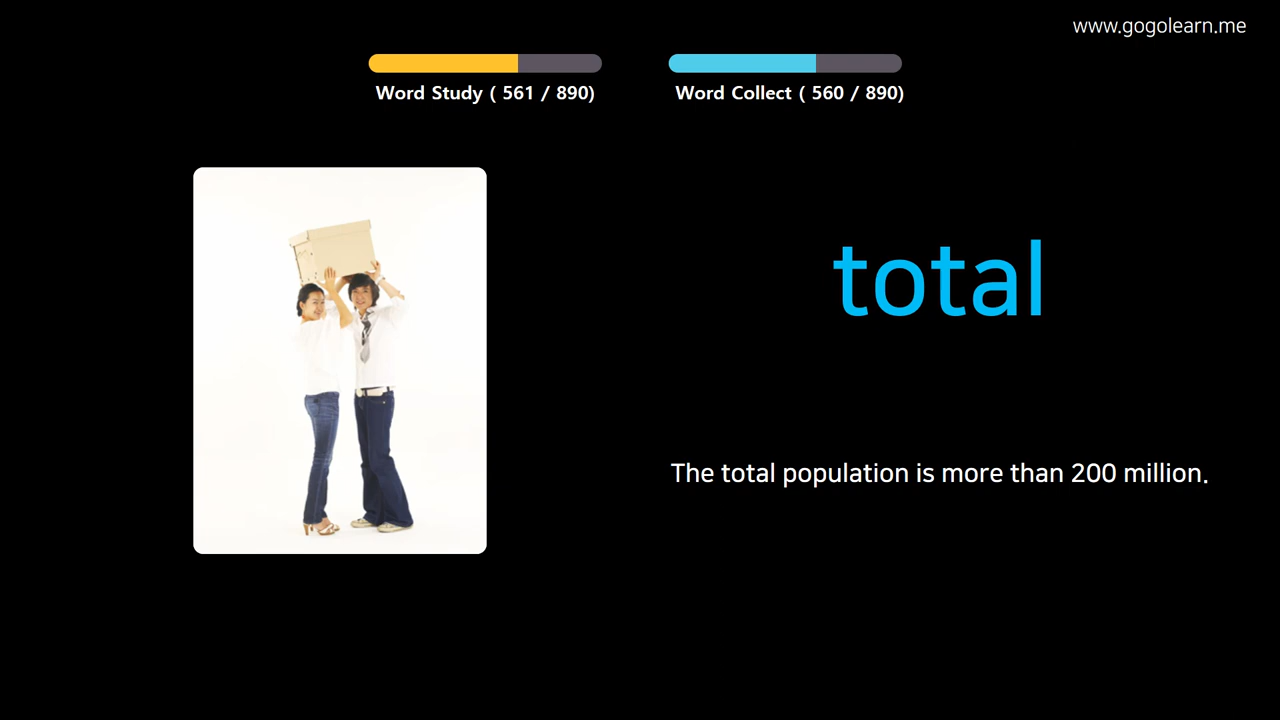 www.gogolearn.me
Word Study ( 561 / 890)
Word Collect ( 560 / 890)
total
The total population is more than 200 million.